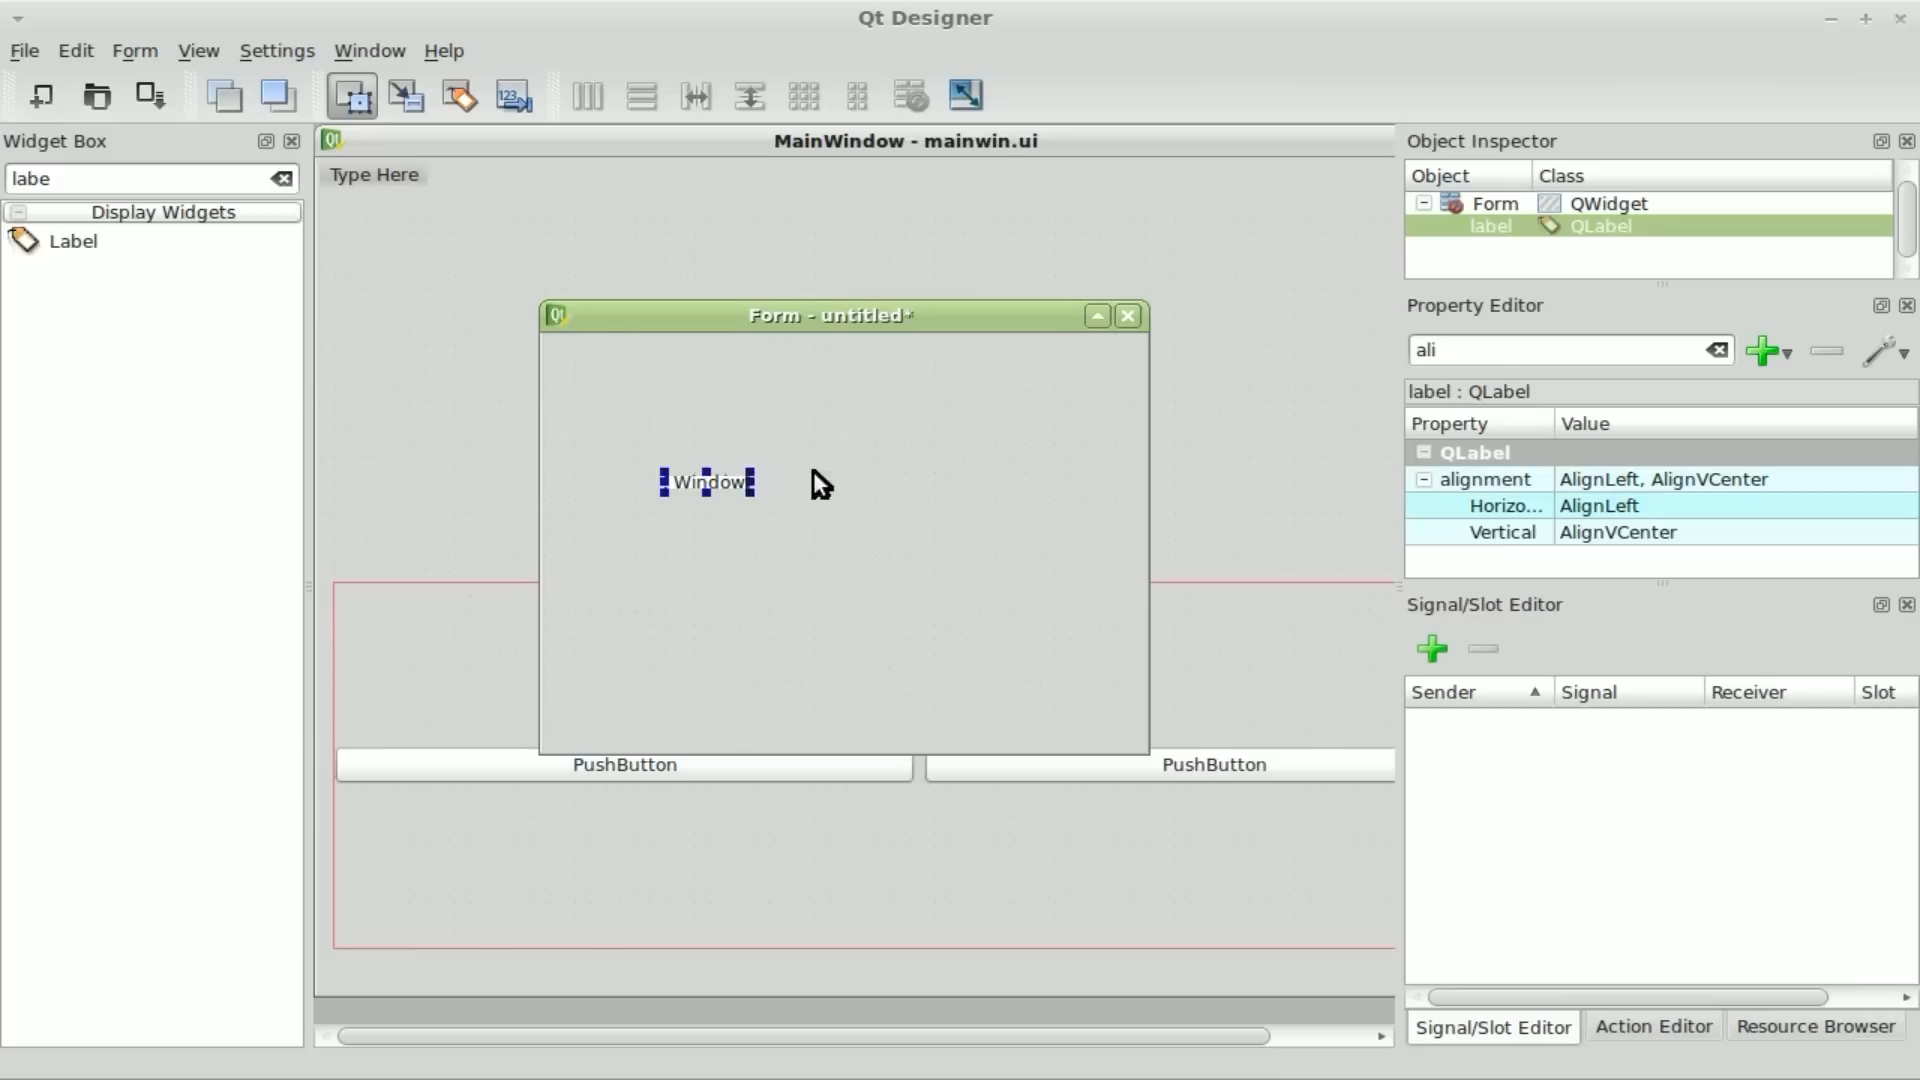 Qt Designer
File Edit Form View Settings Window Help
123
Widget Box
labe
Display Widgets
Label
MainWindow - mainwin.ui
Type Here
Form - untitled*
Window
PushButton PushButton
Object Inspector
Object Class
Form QWidget
label QLabel
Property Editor
ali
label : QLabel
Property Value
QLabel
alignment AlignLeft, AlignVCenter
Horizo... AlignLeft
Vertical AlignVCenter
Signal/Slot Editor
Sender Signal Receiver Slot
Signal/Slot Editor Action Editor Resource Browser